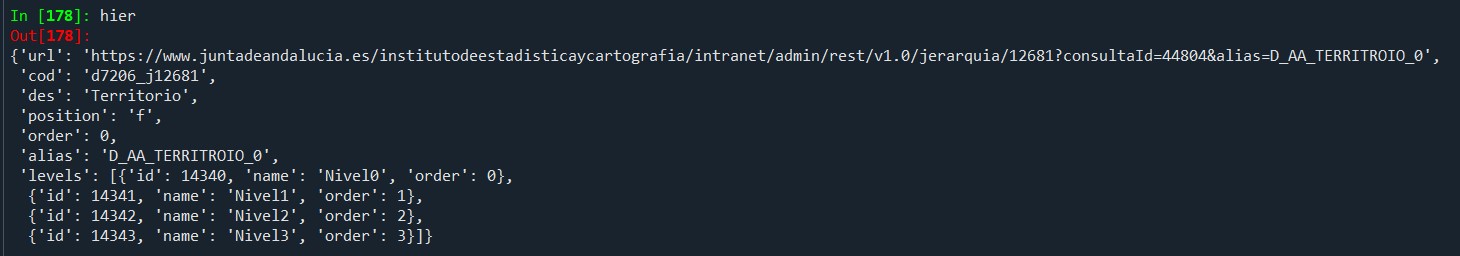 In [178]: hier
Out[178]:
{'url': 'https://www.juntadeandalucia.es/institutodeestadisticaycartografia/intranet/admin/rest/v1.0/jerarquia/12681?consultaId=44804&alias=D_AA_TERRITROIO_0',
 'cod': 'd7206_j12681',
 'des': 'Territorio',
 'position': 'f',
 'order': 0,
 'alias': 'D_AA_TERRITROIO_0',
 'levels': [{'id': 14340, 'name': 'Nivel0', 'order': 0},
  {'id': 14341, 'name': 'Nivel1', 'order': 1},
  {'id': 14342, 'name': 'Nivel2', 'order': 2},
  {'id': 14343, 'name': 'Nivel3', 'order': 3}]}